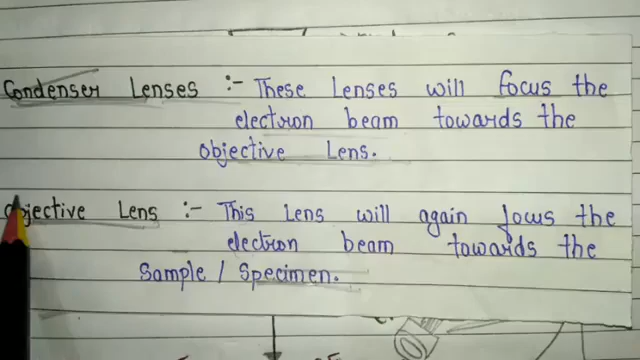 Condenser Lenses :- These Lenses will focus the
electron beam towards the
objective Lens.
Objective Lens :- This Lens will again focus the
electron beam towards the
Sample / Specimen.